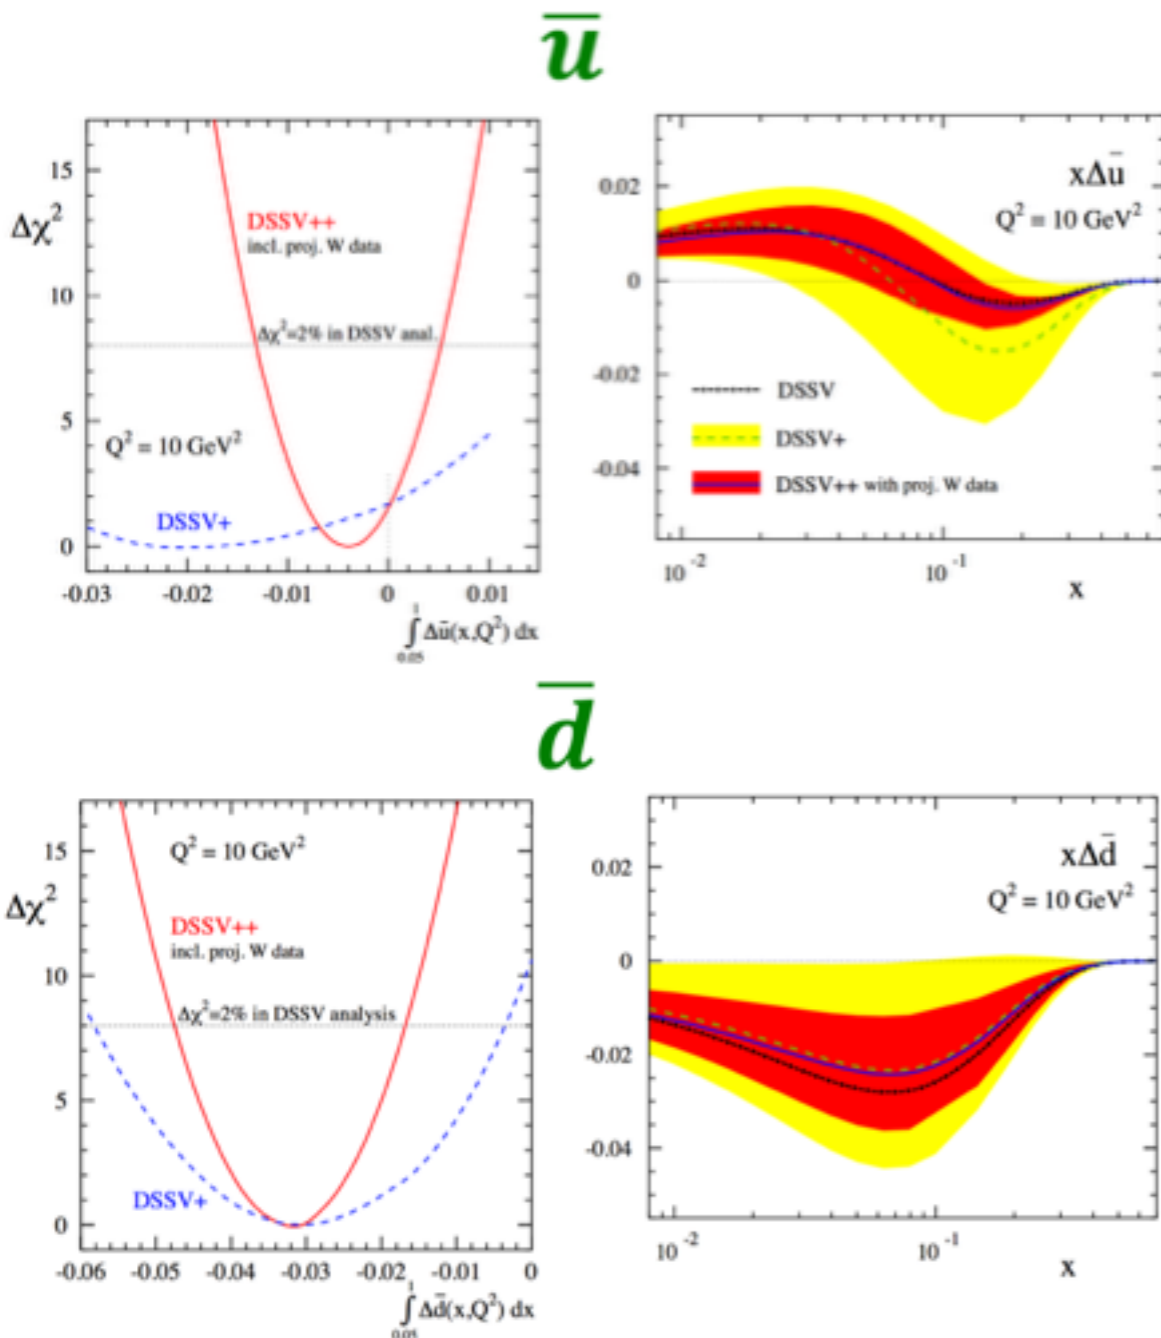 u̅
15
10
5
0
Δχ²
DSSV++
incl. proj. W data
Δχ²=2% in DSSV anal.
Q² = 10 GeV²
DSSV+
-0.03 -0.02 -0.01 0 0.01
∫ Δū(x,Q²) dx
1
0.05
xΔū
Q² = 10 GeV²
0.02
0
-0.02
-0.04
DSSV
DSSV+
DSSV++ with proj. W data
10⁻² 10⁻¹
x
d̅
15
10
5
0
Δχ²
Q² = 10 GeV²
DSSV++
incl. proj. W data
Δχ²=2% in DSSV analysis
DSSV+
-0.06 -0.05 -0.04 -0.03 -0.02 -0.01 0
∫ Δd̅(x,Q²) dx
1
0.05
xΔd̅
Q² = 10 GeV²
0.02
0
-0.02
-0.04
10⁻² 10⁻¹
x